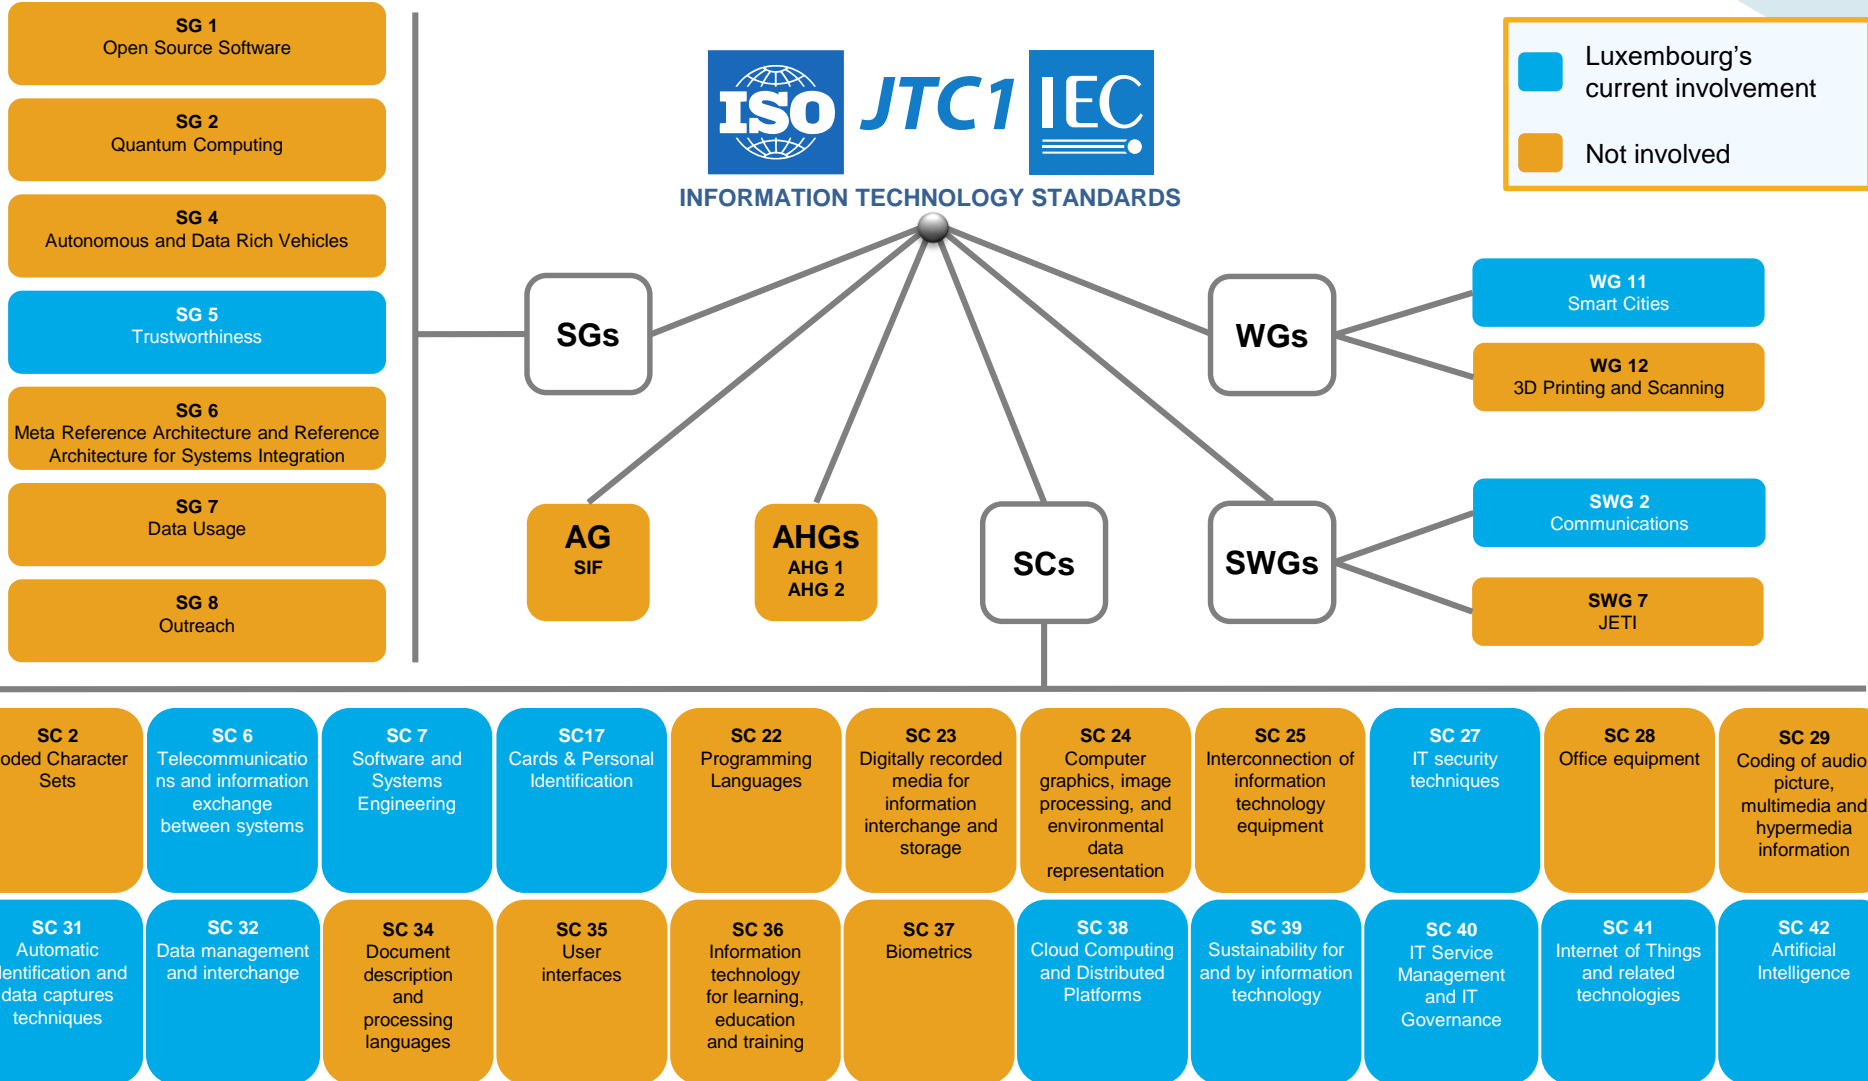 SG 1
Open Source Software
SG 2
Quantum Computing
SG 4
Autonomous and Data Rich Vehicles
SG 5
Trustworthiness
SG 6
Meta Reference Architecture and Reference
Architecture for Systems Integration
SG 7
Data Usage
SG 8
Outreach
ISO JTC1 IEC
INFORMATION TECHNOLOGY STANDARDS
Luxembourg's
current involvement
Not involved
SGs
WGs
WG 11
Smart Cities
WG 12
3D Printing and Scanning
AG
SIF
AHGs
AHG 1
AHG 2
SCs
SWGs
SWG 2
Communications
SWG 7
JETI
SC 2
oded Character
Sets
SC 6
Telecommunicatio
ns and information
exchange
between systems
SC 7
Software and
Systems
Engineering
SC17
Cards & Personal
Identification
SC 22
Programming
Languages
SC 23
Digitally recorded
media for
information
interchange and
storage
SC 24
Computer
graphics, image
processing, and
environmental
data
representation
SC 25
Interconnection of
information
technology
equipment
SC 27
IT security
techniques
SC 28
Office equipment
SC 29
Coding of audio
picture,
multimedia and
hypermedia
information
SC 31
Automatic
dentification and
data captures
techniques
SC 32
Data management
and interchange
SC 34
Document
description
and
processing
languages
SC 35
User
interfaces
SC 36
Information
technology
for learning,
education
and training
SC 37
Biometrics
SC 38
Cloud Computing
and Distributed
Platforms
SC 39
Sustainability for
and by information
technology
SC 40
IT Service
Management
and IT
Governance
SC 41
Internet of Things
and related
technologies
SC 42
Artificial
Intelligence